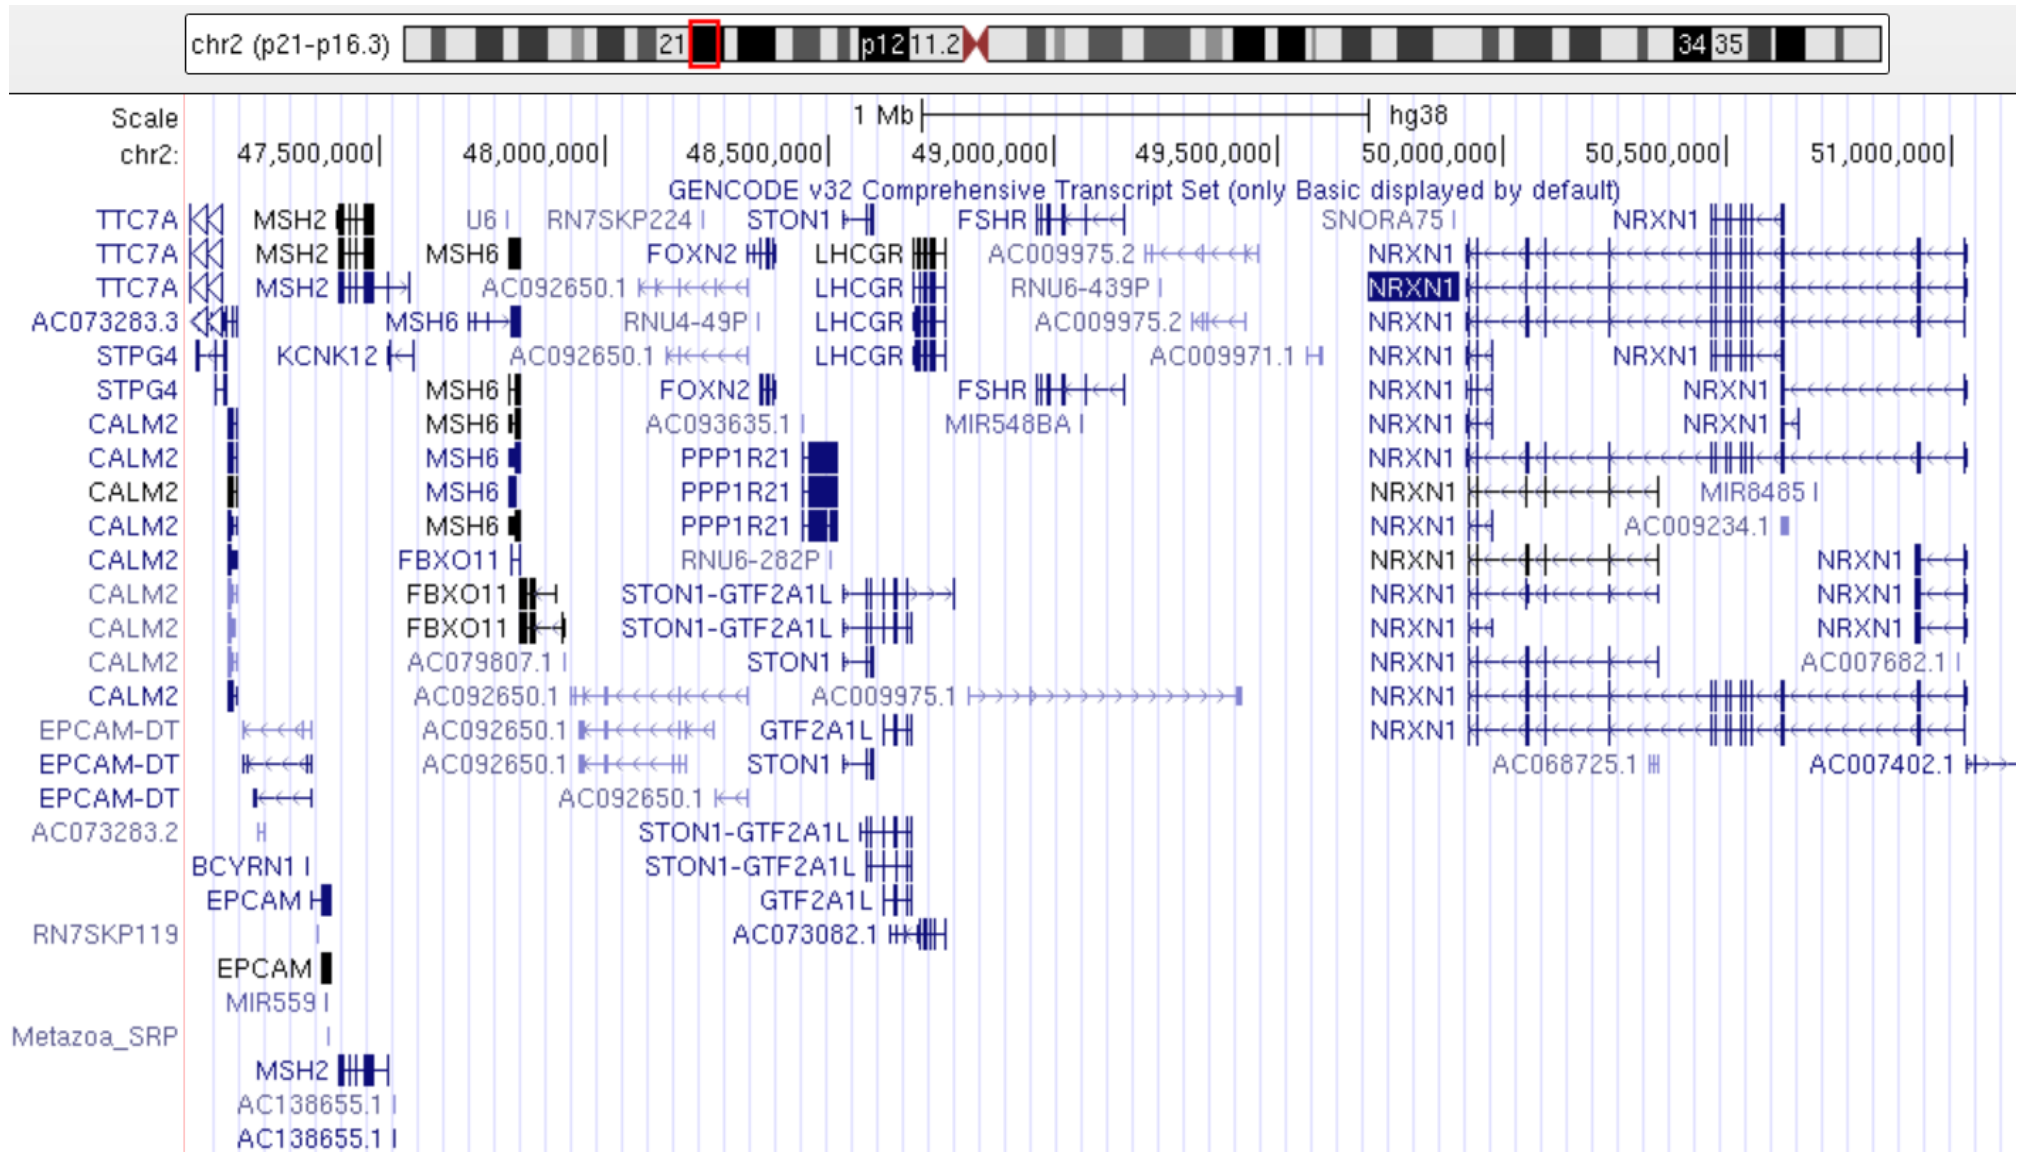 chr2 (p21-p16.3) 21 p12 11.2 34 35
Scale 1 Mb hg38
chr2: 47,500,000 48,000,000 48,500,000 49,000,000 49,500,000 50,000,000 50,500,000 51,000,000
GENCODE v32 Comprehensive Transcript Set (only Basic displayed by default)
TTC7A MSH2 U6 RN7SKP224 STON1 FSHR SNORA75 NRXN1
TTC7A MSH2 MSH6 FOXN2 LHCGR AC009975.2 NRXN1
TTC7A MSH2 AC092650.1 LHCGR RNU6-439P NRXN1
AC073283.3 MSH6 RNU4-49P LHCGR AC009975.2 NRXN1
STPG4 KCNK12 AC092650.1 LHCGR AC009971.1 NRXN1 NRXN1
STPG4 MSH6 FOXN2 FSHR NRXN1 NRXN1
CALM2 MSH6 AC093635.1 MIR548BA NRXN1 NRXN1
CALM2 MSH6 PPP1R21 NRXN1
CALM2 MSH6 PPP1R21 NRXN1 MIR8485
CALM2 MSH6 PPP1R21 NRXN1 AC009234.1
CALM2 FBXO11 RNU6-282P NRXN1 NRXN1
CALM2 FBXO11 STON1-GTF2A1L NRXN1 NRXN1
CALM2 FBXO11 STON1-GTF2A1L NRXN1 NRXN1
CALM2 AC079807.1 STON1 NRXN1 AC007682.1
CALM2 AC092650.1 AC009975.1 NRXN1
EPCAM-DT AC092650.1 GTF2A1L NRXN1
EPCAM-DT AC092650.1 STON1 AC068725.1 AC007402.1
EPCAM-DT AC092650.1
AC073283.2 STON1-GTF2A1L
BCYRN1 STON1-GTF2A1L
EPCAM GTF2A1L
RN7SKP119 AC073082.1
EPCAM
MIR559
Metazoa_SRP
MSH2
AC138655.1
AC138655.1